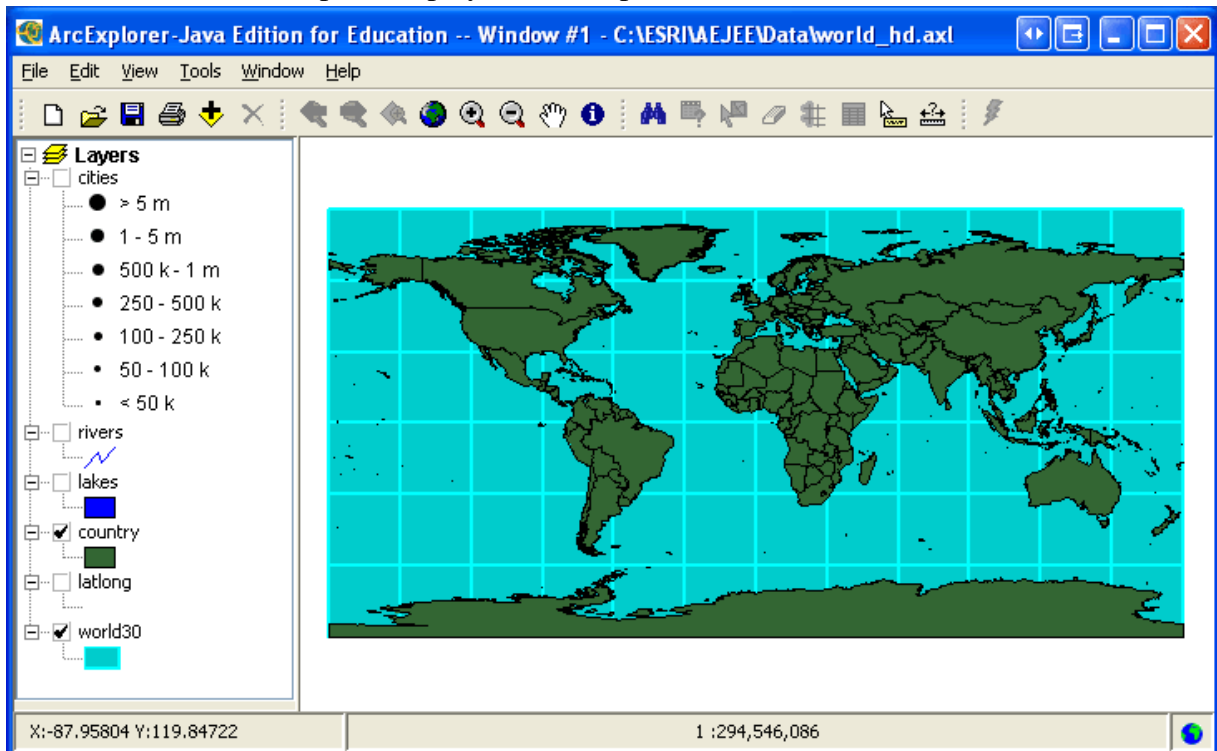 ArcExplorer-Java Edition for Education -- Window #1 - C:\ESRI\AEJEE\Data\world_hd.axl
File Edit View Tools Window Help
Layers
cities
> 5 m
1 - 5 m
500 k - 1 m
250 - 500 k
100 - 250 k
50 - 100 k
< 50 k
rivers
lakes
country
latlong
world30
X:-87.95804 Y:119.84722
1 :294,546,086